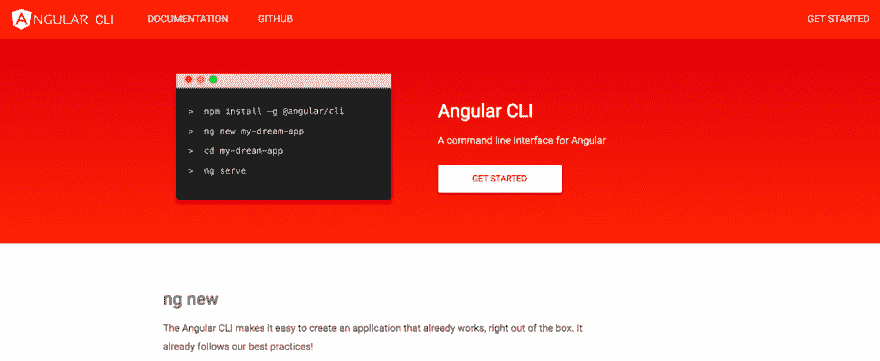 ANGULAR CLI DOCUMENTATION GITHUB GET STARTED
> npm install -g @angular/cli
> ng new my-dream-app
> cd my-dream-app
> ng serve
Angular CLI
A command line interface for Angular
GET STARTED
ng new
The Angular CLI makes it easy to create an application that already works, right out of the box. It
already follows our best practices!